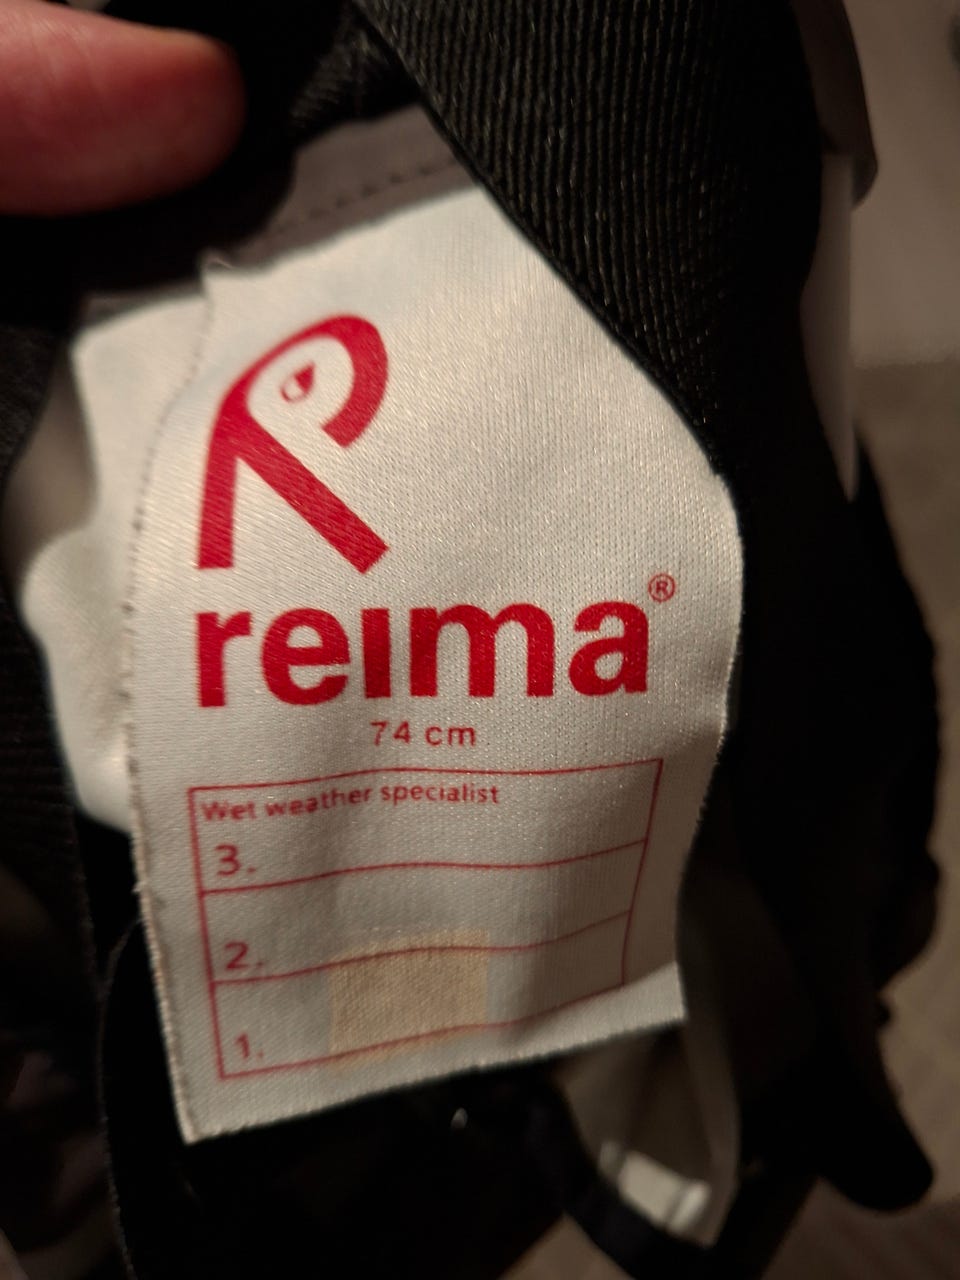 reima®
74 cm
Wet weather specialist
3.
2.
1.